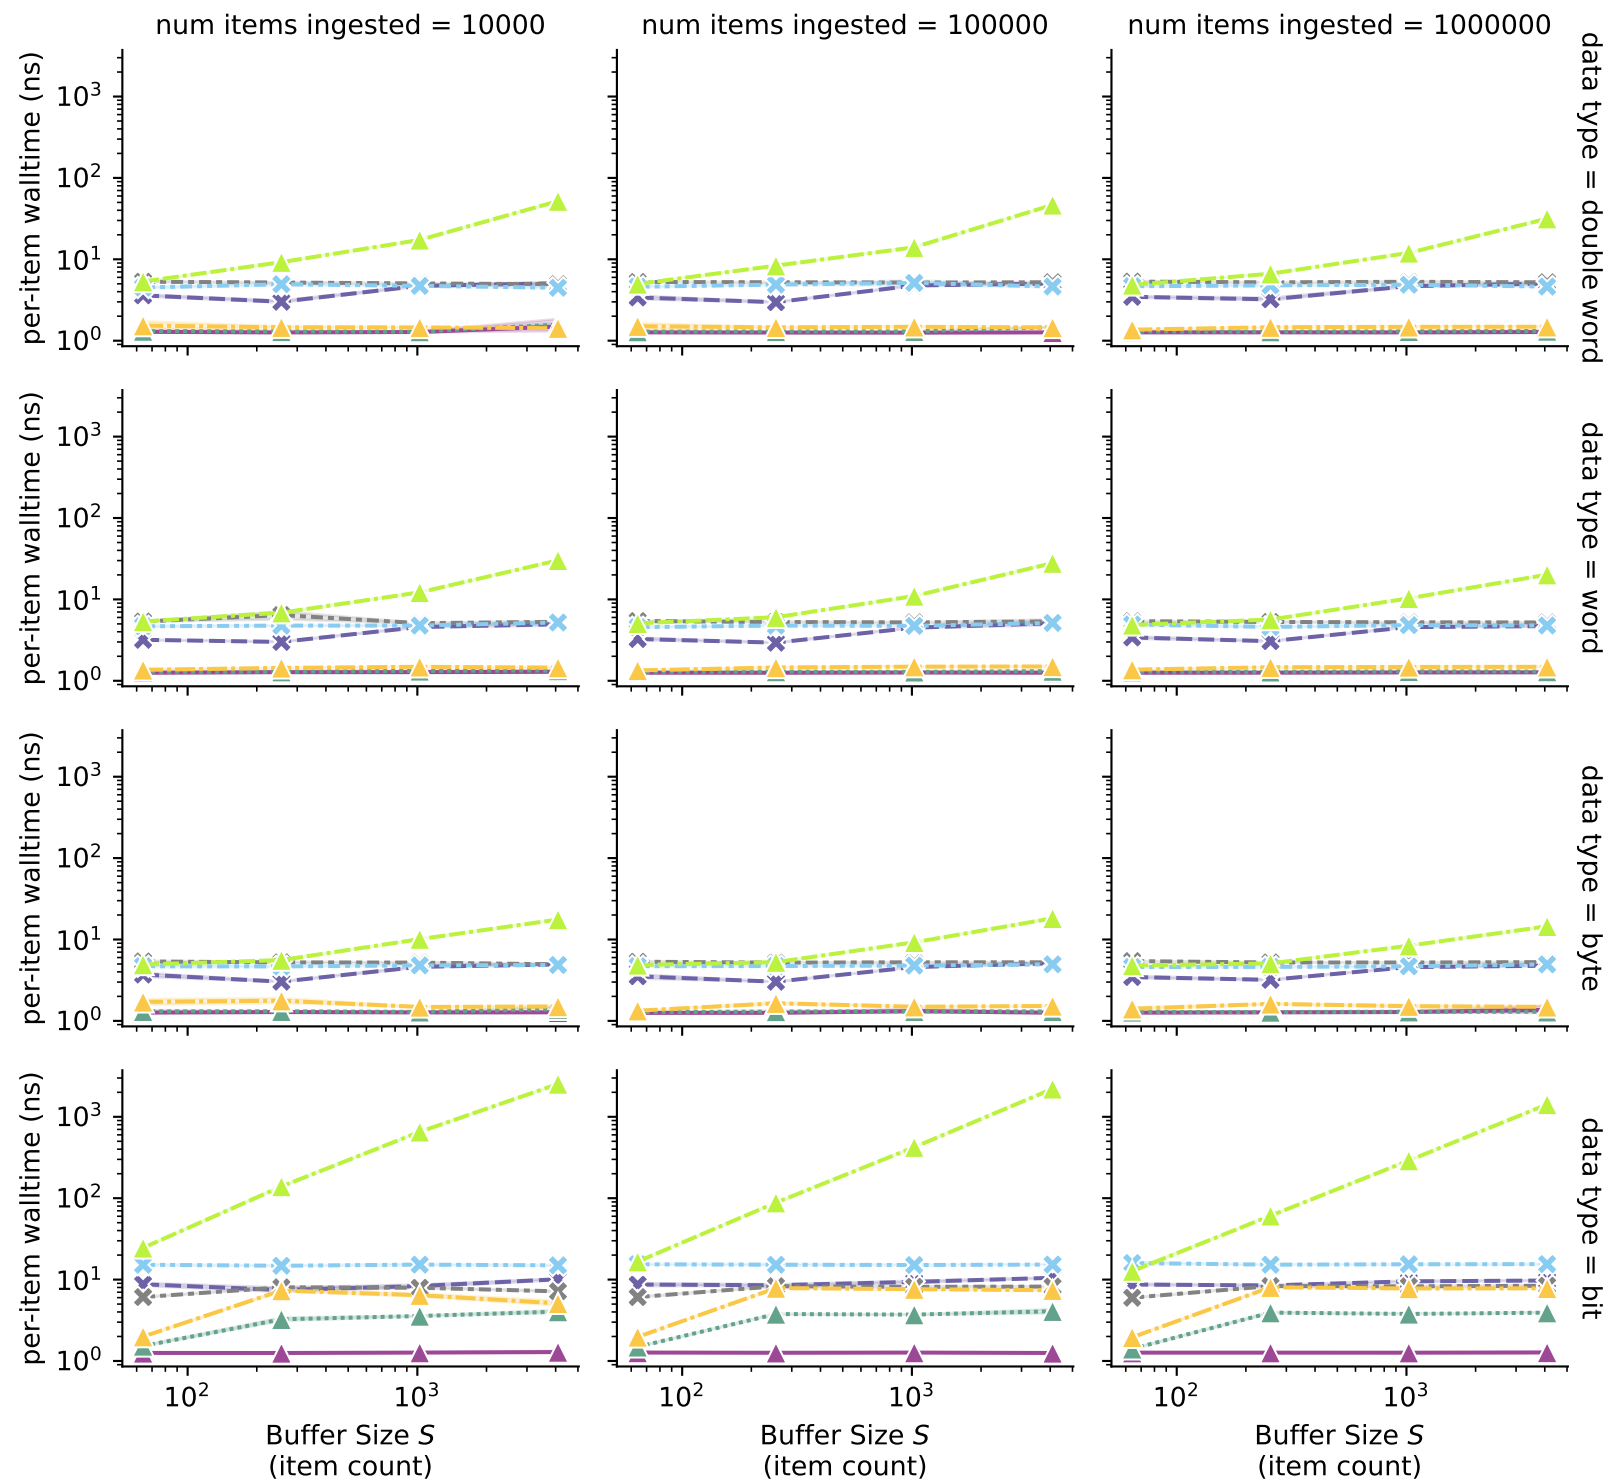 num items ingested = 10000
num items ingested = 100000
num items ingested = 1000000
per-item walltime (ns)
10³
10²
10¹
10⁰
data type = double word
per-item walltime (ns)
10³
10²
10¹
10⁰
data type = word
per-item walltime (ns)
10³
10²
10¹
10⁰
data type = byte
per-item walltime (ns)
10³
10²
10¹
10⁰
data type = bit
10² 10³
10² 10³
10² 10³
Buffer Size S
(item count)
Buffer Size S
(item count)
Buffer Size S
(item count)